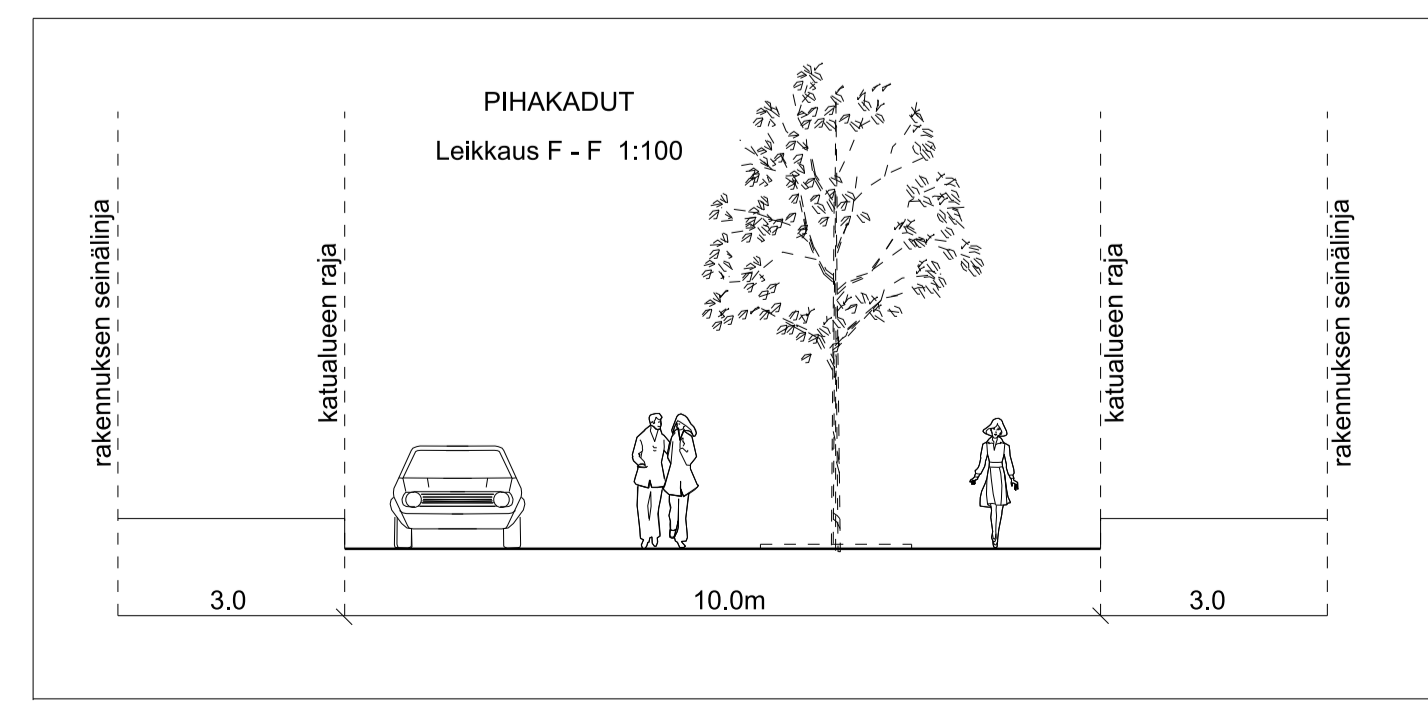 PIHAKADUT
Leikkaus F - F 1:100
rakennuksen seinälinja
katualueen raja
katualueen raja
rakennuksen seinälinja
3.0
10.0m
3.0